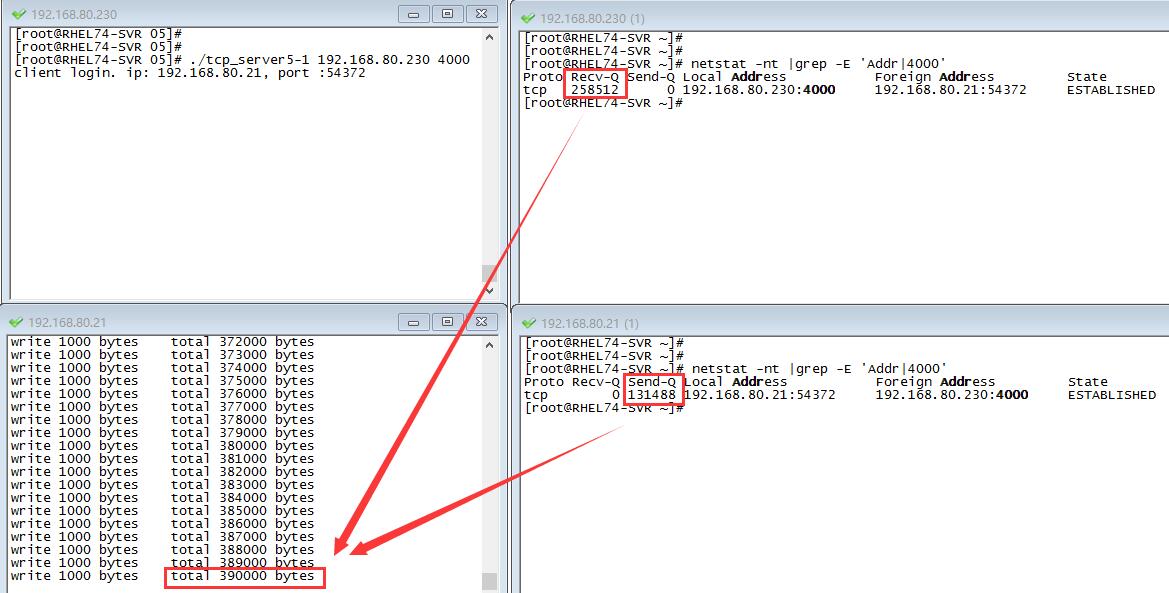 192.168.80.230
[root@RHEL74-SVR 05]#
[root@RHEL74-SVR 05]#
[root@RHEL74-SVR 05]# ./tcp_server5-1 192.168.80.230 4000
client login. ip: 192.168.80.21, port :54372
192.168.80.230 (1)
[root@RHEL74-SVR ~]#
[root@RHEL74-SVR ~]#
[root@RHEL74-SVR ~]# netstat -nt |grep -E 'Addr|4000'
Proto Recv-Q Send-Q Local Address Foreign Address State
tcp 258512 0 192.168.80.230:4000 192.168.80.21:54372 ESTABLISHED
[root@RHEL74-SVR ~]#
192.168.80.21
write 1000 bytes total 372000 bytes
write 1000 bytes total 373000 bytes
write 1000 bytes total 374000 bytes
write 1000 bytes total 375000 bytes
write 1000 bytes total 376000 bytes
write 1000 bytes total 377000 bytes
write 1000 bytes total 378000 bytes
write 1000 bytes total 379000 bytes
write 1000 bytes total 380000 bytes
write 1000 bytes total 381000 bytes
write 1000 bytes total 382000 bytes
write 1000 bytes total 383000 bytes
write 1000 bytes total 384000 bytes
write 1000 bytes total 385000 bytes
write 1000 bytes total 386000 bytes
write 1000 bytes total 387000 bytes
write 1000 bytes total 388000 bytes
write 1000 bytes total 389000 bytes
write 1000 bytes total 390000 bytes
192.168.80.21 (1)
[root@RHEL74-SVR ~]#
[root@RHEL74-SVR ~]#
[root@RHEL74-SVR ~]# netstat -nt |grep -E 'Addr|4000'
Proto Recv-Q Send-Q Local Address Foreign Address State
tcp 0 131488 192.168.80.21:54372 192.168.80.230:4000 ESTABLISHED
[root@RHEL74-SVR ~]#